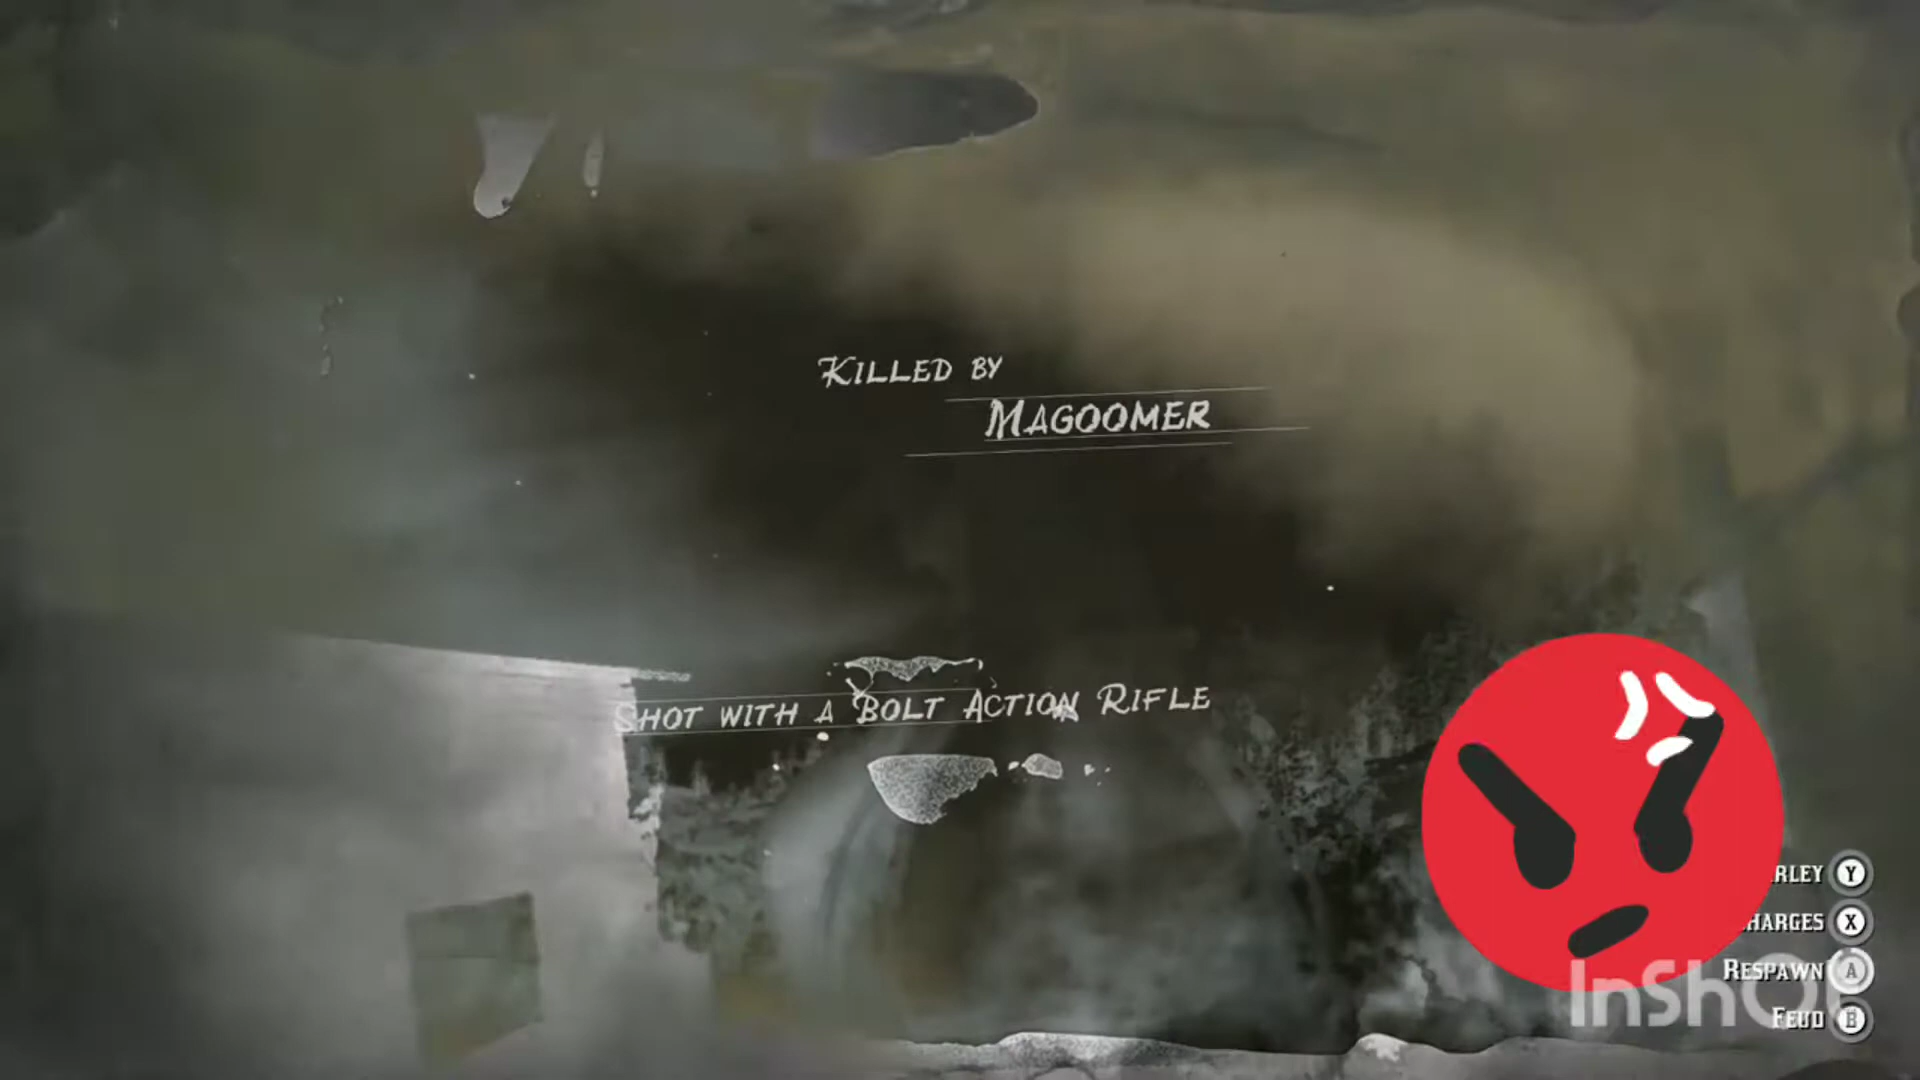 Killed by
Magoomer
Shot with a Bolt Action Rifle
Y
X
Respawn A
Feud B
InShot